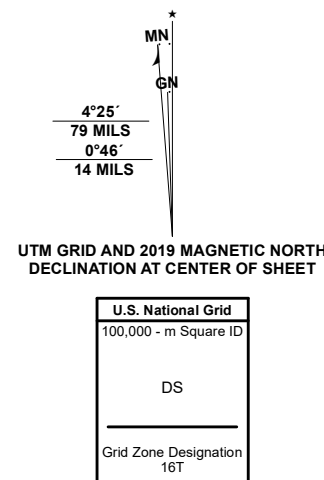 ★
MN
GN
4°25´
79 MILS
0°46´
14 MILS
UTM GRID AND 2019 MAGNETIC NORTH
DECLINATION AT CENTER OF SHEET
U.S. National Grid
100,000 - m Square ID
DS
Grid Zone Designation
16T